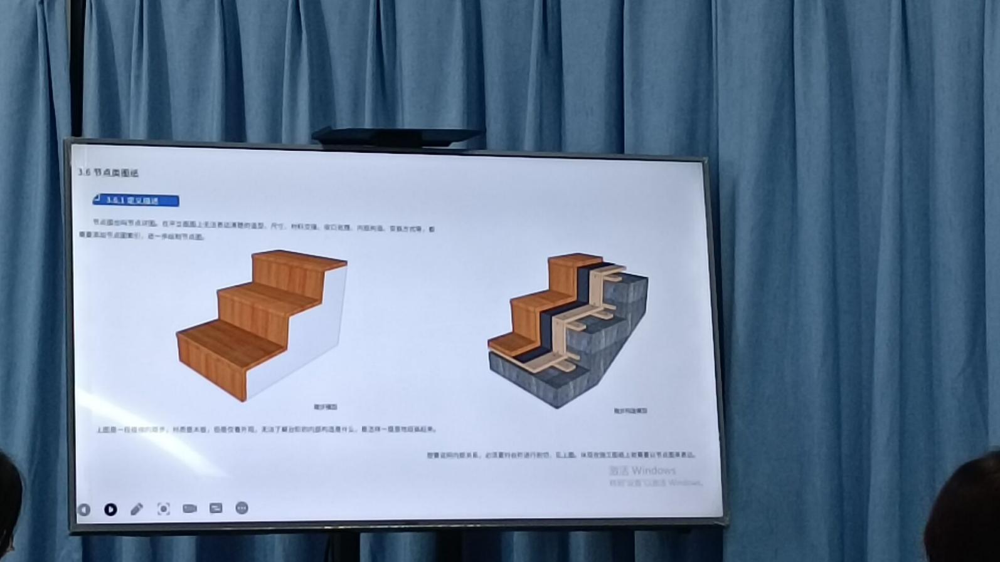 3.6 节点类图纸
3.6.1 定义描述
节点图也叫节点详图。在平立面图上无法表达清楚的造型、尺寸、材料交接、收口处理、内部构造、安装方式等，都
需要添加节点图索引，进一步绘制节点图。
踏步模型
踏步构造模型
上图是一段楼梯的踏步，材质是木板，但是仅看外观，无法了解台阶的内部构造是什么，是怎样一层层地组装起来。
想要说明内部关系，必须要对台阶进行剖切，见上图。体现在施工图纸上就需要以节点图来表达。
激活 Windows
转到"设置"以激活 Windows。